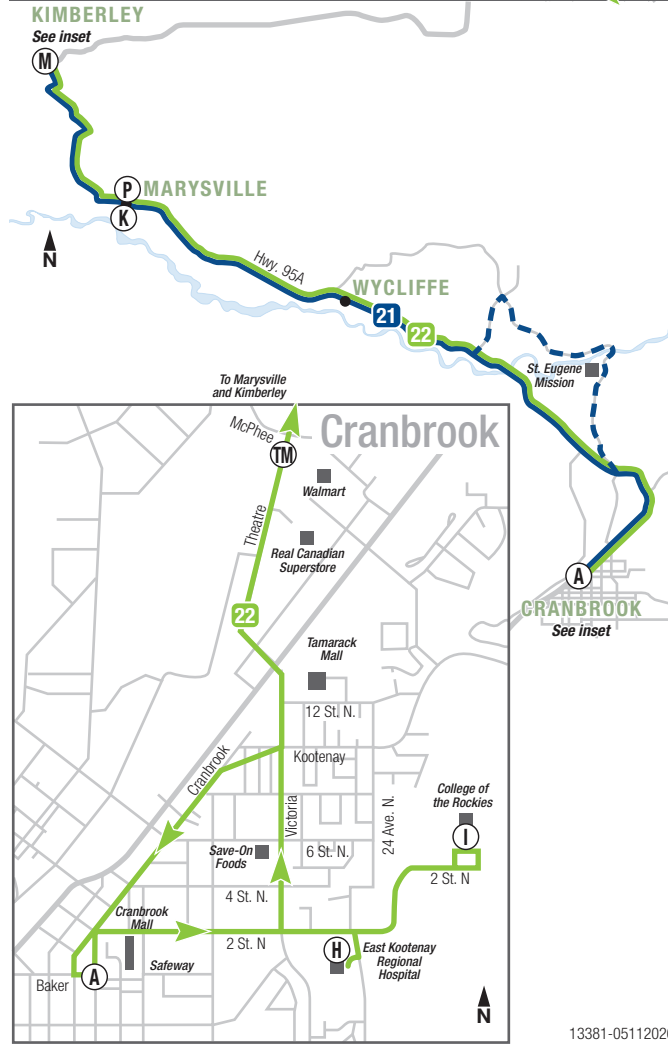 KIMBERLEY
See inset
M
P
MARYSVILLE
K
N
Hwy. 95A
WYCLIFFE
21
22
St. Eugene
Mission
A
CRANBROOK
See inset
To Marysville
and Kimberley
McPhee
Cranbrook
TM
Walmart
Theatre
Real Canadian
Superstore
22
Tamarack
Mall
12 St. N.
Kootenay
Cranbrook
Victoria
24 Ave. N.
College of
the Rockies
I
Save-On
Foods
6 St. N.
2 St. N
4 St. N.
Cranbrook
Mall
2 St. N
H
East Kootenay
Regional
Hospital
Safeway
Baker
A
N
13381-05112020